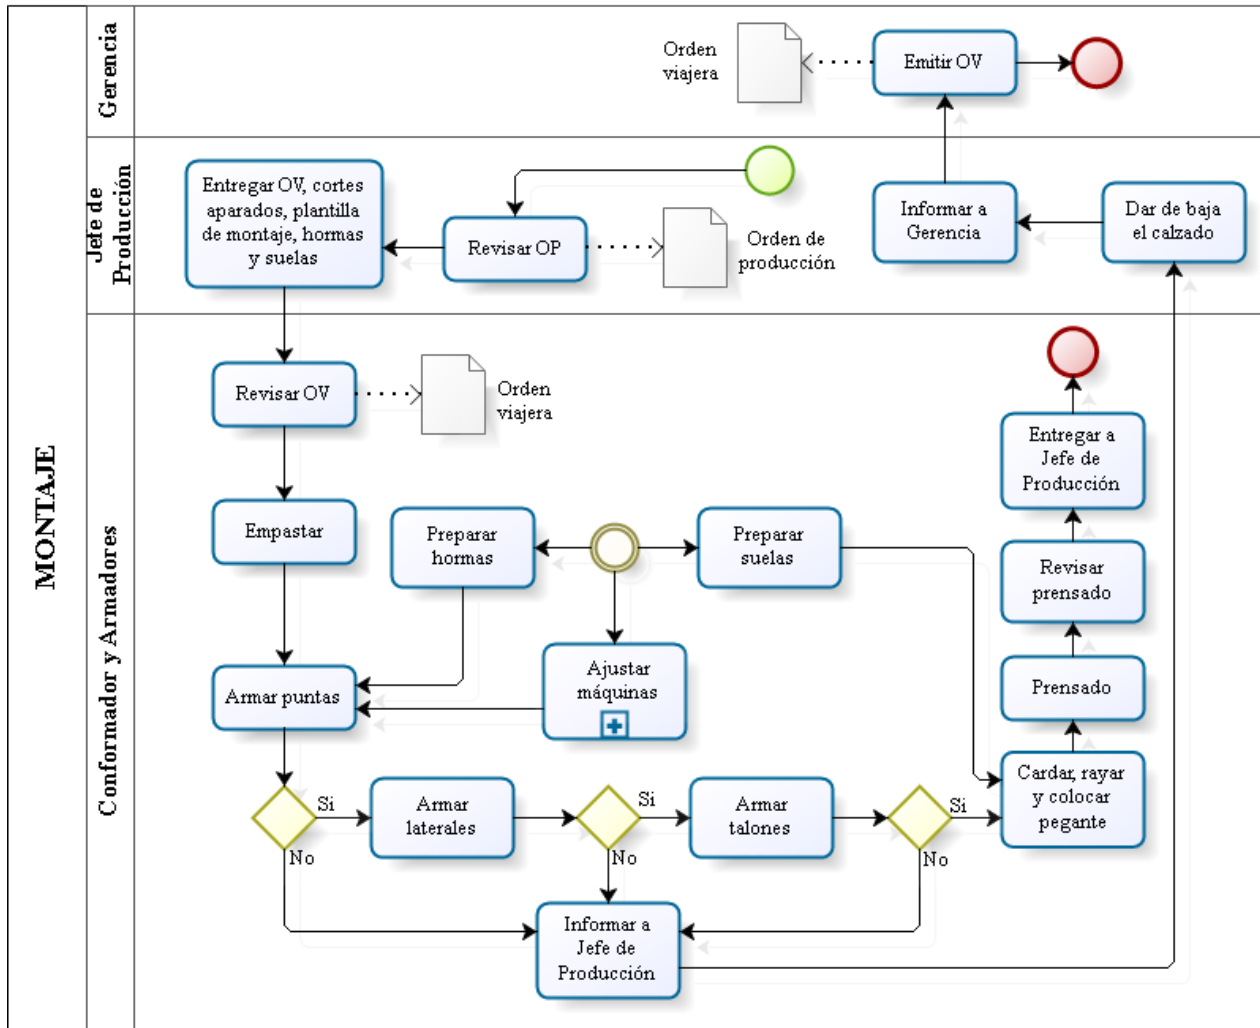 MONTAJE
Gerencia
Orden
viajera
Emitir OV
Jefe de
Producción
Entregar OV, cortes
aparados, plantilla
de montaje, hormas
y suelas
Revisar OP
Orden de
producción
Informar a
Gerencia
Dar de baja
el calzado
Conformador y Armadores
Revisar OV
Orden
viajera
Entregar a
Jefe de
Producción
Empastar
Preparar
hormas
Preparar
suelas
Revisar
prensado
Armar puntas
Ajustar
máquinas
Prensado
Si
Armar
laterales
Si
Armar
talones
Si
Cardar, rayar
y colocar
pegante
No
No
No
Informar a
Jefe de
Producción